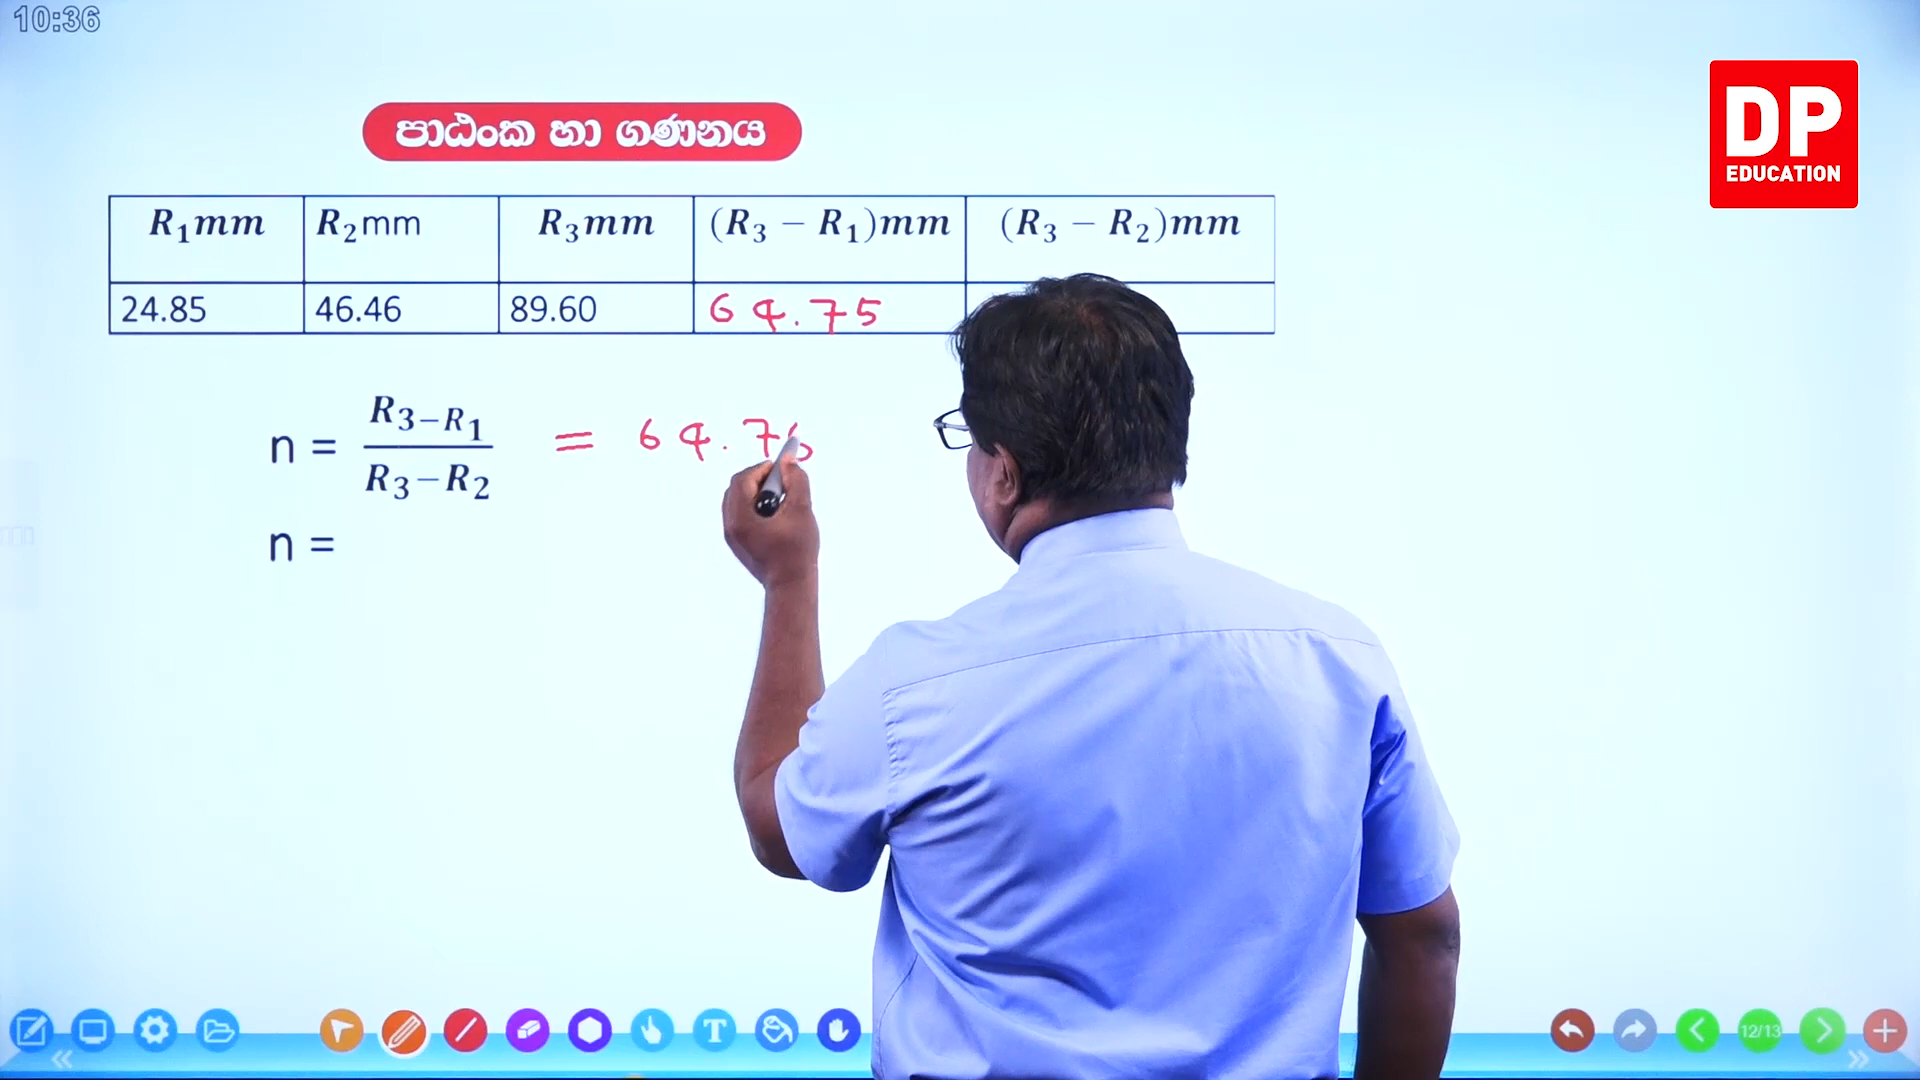 10:36
DP
EDUCATION
පාඨාංක හා ගණනය
R₁mm R₂mm R₃mm (R₃ − R₁)mm (R₃ − R₂)mm
24.85 46.46 89.60 64.75
n = R₃−R₁ / R₃−R₂ = 64.75
n =
T
12/13